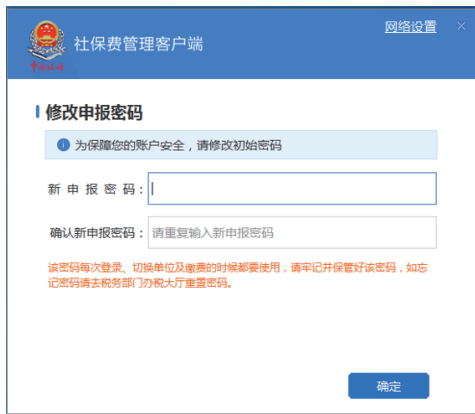 网络设置
社保费管理客户端
中国税务
修改申报密码
为保障您的账户安全，请修改初始密码
新申报密码：
确认新申报密码：请重复输入新申报密码
该密码每次登录、切换单位及缴费的时候都要使用，请牢记并保管好该密码，如忘
记密码请去税务部门办税大厅重置密码。
确定